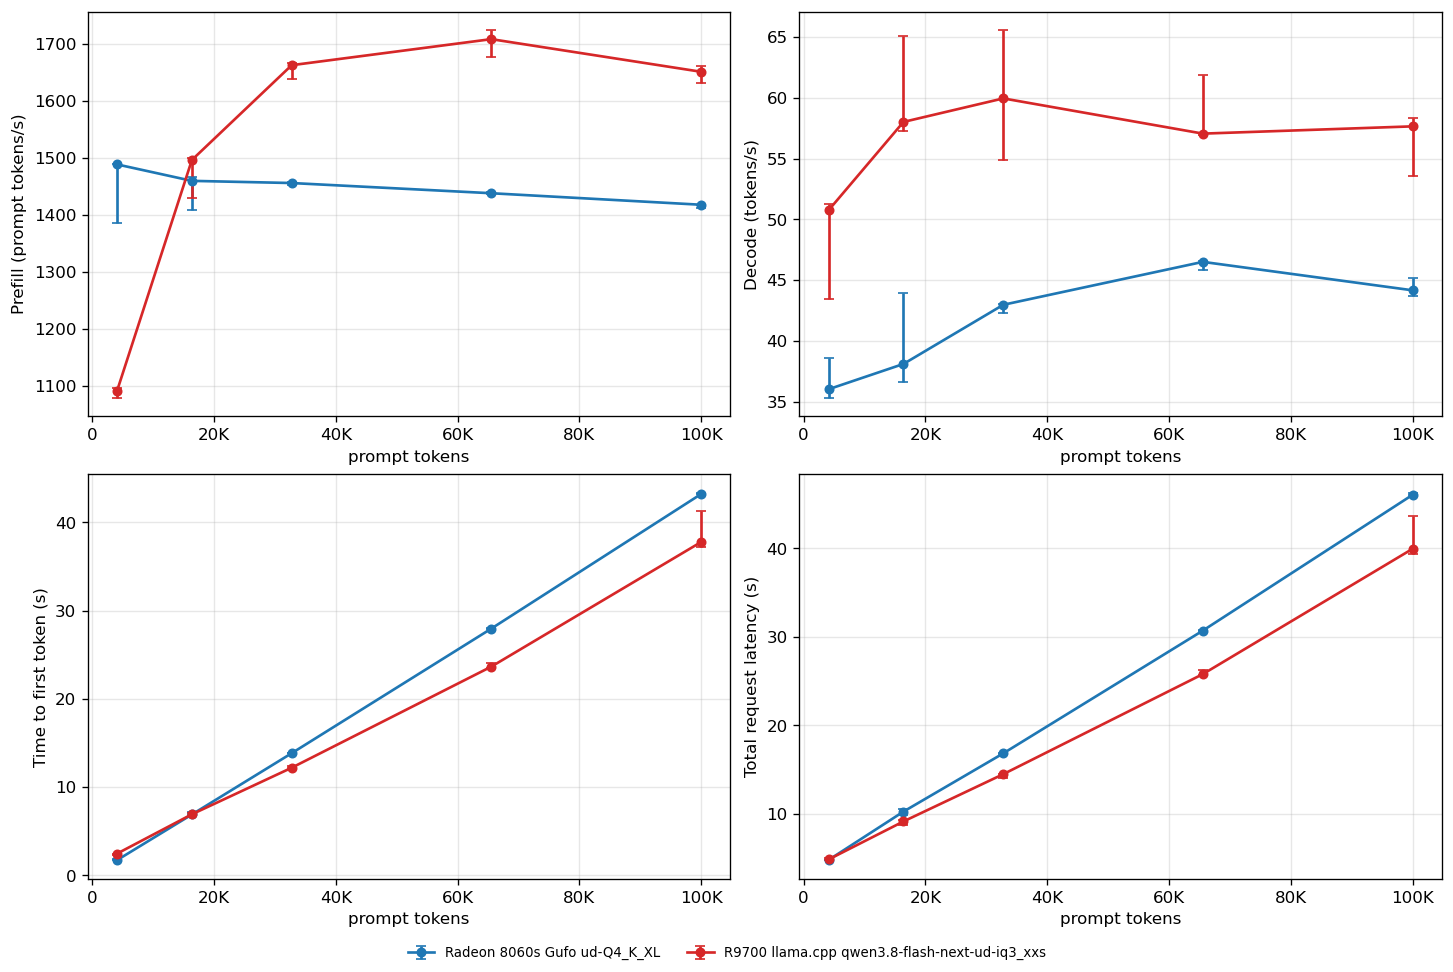 1700
1600
1500
1400
1300
1200
1100
Prefill (prompt tokens/s)
0 20K 40K 60K 80K 100K
prompt tokens
65
60
55
50
45
40
35
Decode (tokens/s)
0 20K 40K 60K 80K 100K
prompt tokens
40
30
20
10
0
Time to first token (s)
0 20K 40K 60K 80K 100K
prompt tokens
40
30
20
10
Total request latency (s)
0 20K 40K 60K 80K 100K
prompt tokens
Radeon 8060s Gufo ud-Q4_K_XL
R9700 llama.cpp qwen3.8-flash-next-ud-iq3_xxs